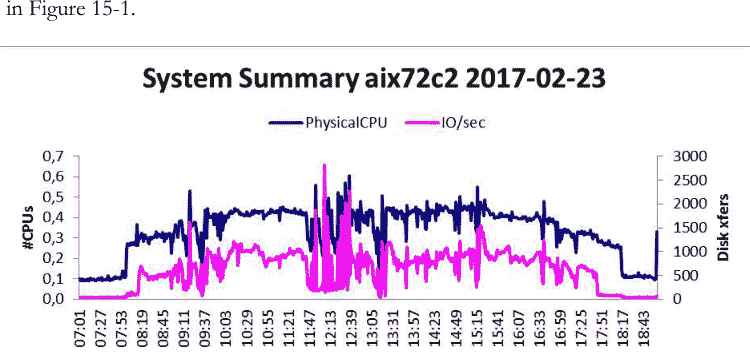 in Figure 15-1.
System Summary aix72c2 2017-02-23
PhysicalCPU IO/sec
#CPUs
0,7
0,6
0,5
0,4
0,3
0,2
0,1
0,0
3000
2500
2000
1500
1000
500
0
Disk xfers
07:01 07:27 07:53 08:19 08:45 09:11 09:37 10:03 10:29 10:55 11:21 11:47 12:13 12:39 13:05 13:31 13:57 14:23 14:49 15:15 15:41 16:07 16:33 16:59 17:25 17:51 18:17 18:43